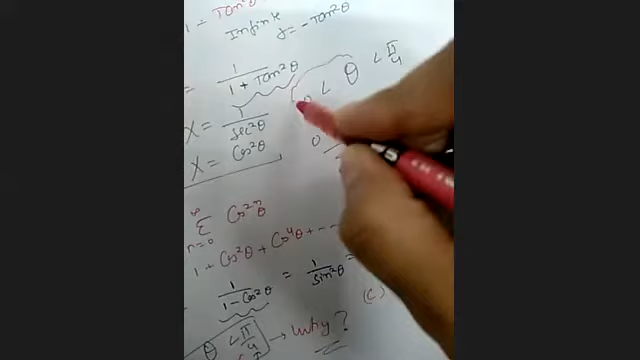 1 - Tan²θ
Infinite
r = -Tan²θ
= 1/(1 + Tan²θ)
0 < θ < π/4
X = 1/sec²θ
X = Cos²θ
0
∞ Σ n=0 Cos²ⁿθ
1 + Cos²θ + Cos⁴θ + ---
1/(1 - Cos²θ) = 1/Sin²θ =
(C)
θ < π/4 → Why?